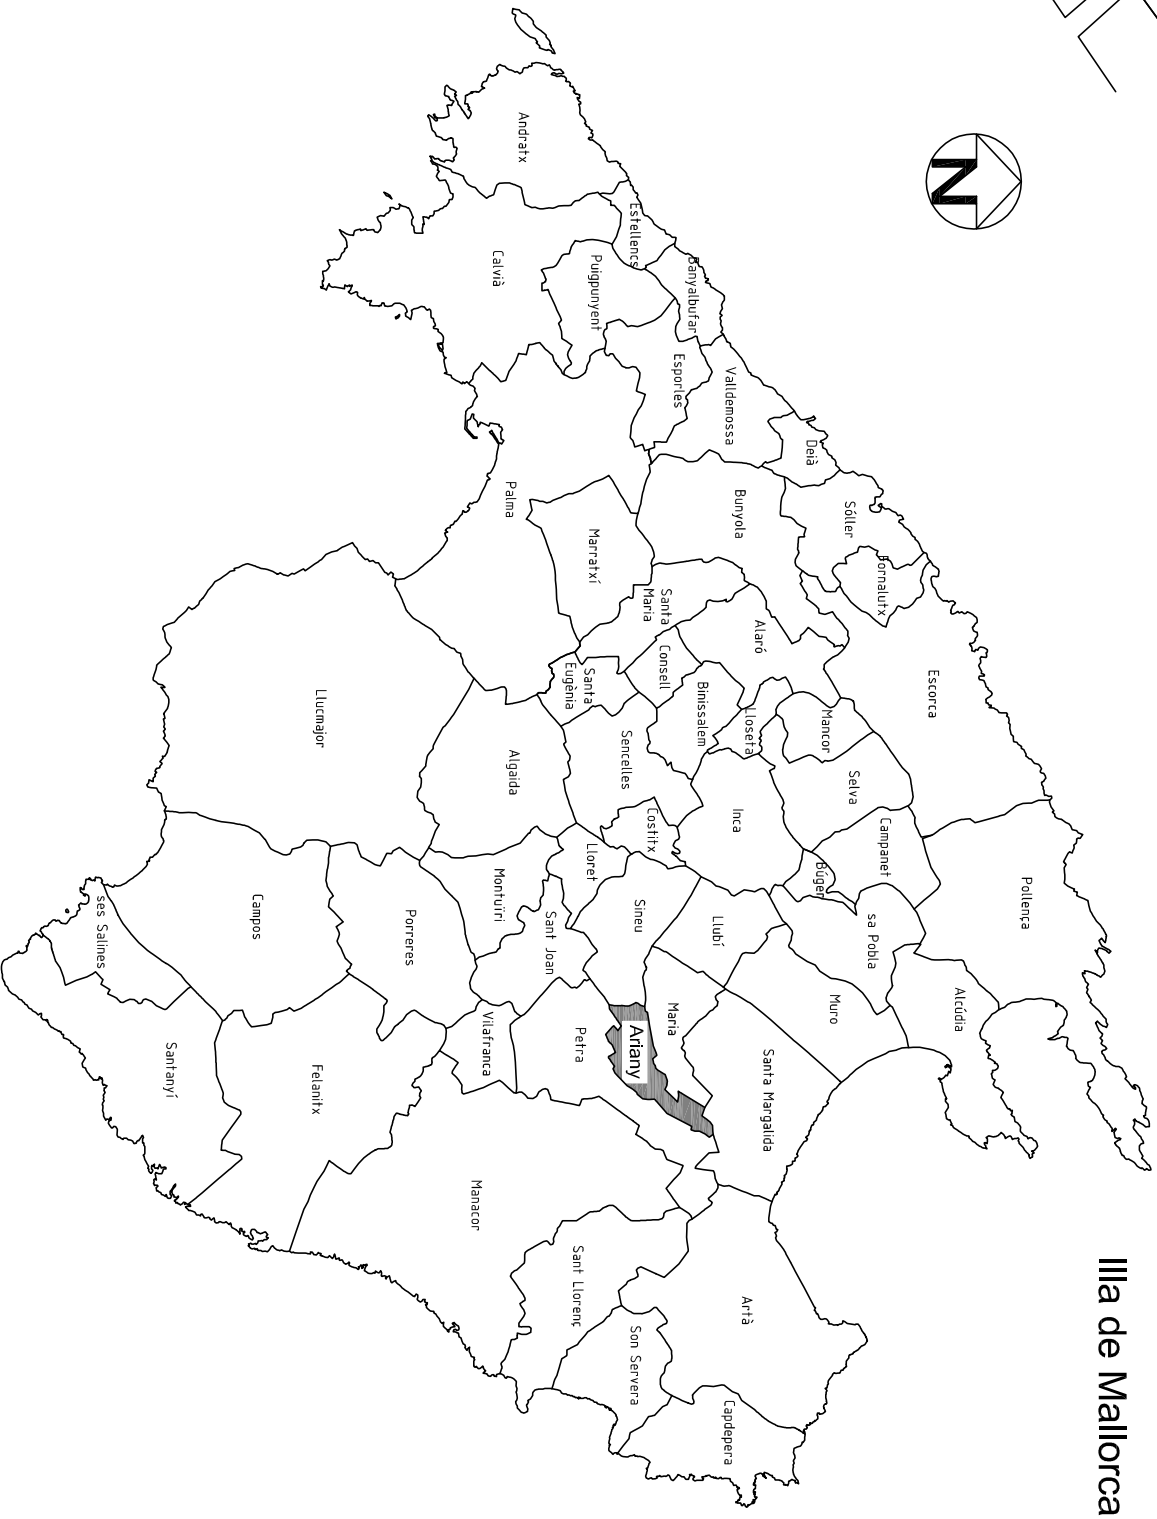 Illa de Mallorca
N
Pollença
Alcúdia
Escorca
Fornalutx
Sóller
Deià
Selva
Mancor
Campanet
Búger
sa Pobla
Muro
Santa Margalida
Artà
Capdepera
Valldemossa
Bunyola
Alaró
Lloseta
Inca
Llubí
Maria
Banyalbufar
Esporles
Santa
Maria
Consell
Binissalem
Costitx
Sineu
Ariany
Son Servera
Estellencs
Puigpunyent
Marratxí
Santa
Eugènia
Sencelles
Lloret
Sant Joan
Petra
Sant Llorenç
Andratx
Calvià
Palma
Algaida
Montuïri
Vilafranca
Manacor
Llucmajor
Porreres
Felanitx
Campos
Santanyí
ses Salines